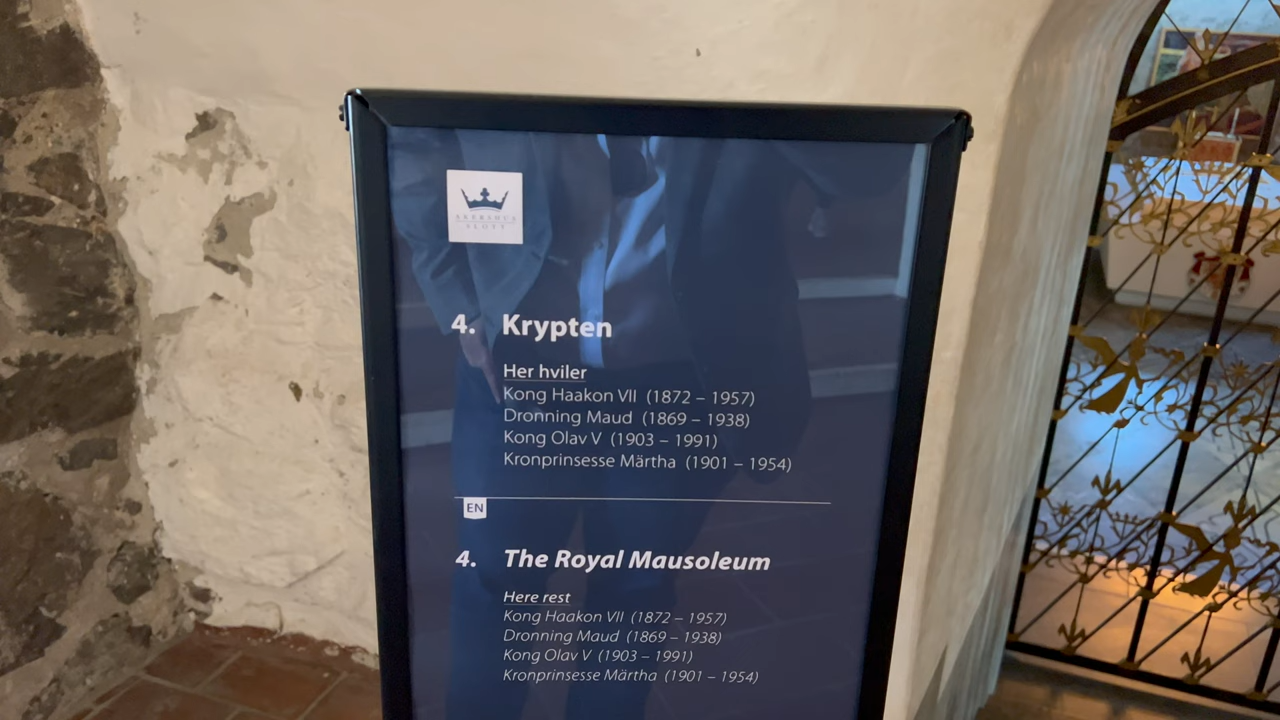 AKERSHUS
SLOTT
4. Krypten
Her hviler
Kong Haakon VII (1872 – 1957)
Dronning Maud (1869 – 1938)
Kong Olav V (1903 – 1991)
Kronprinsesse Märtha (1901 – 1954)
EN
4. The Royal Mausoleum
Here rest
Kong Haakon VII (1872 – 1957)
Dronning Maud (1869 – 1938)
Kong Olav V (1903 – 1991)
Kronprinsesse Märtha (1901 – 1954)